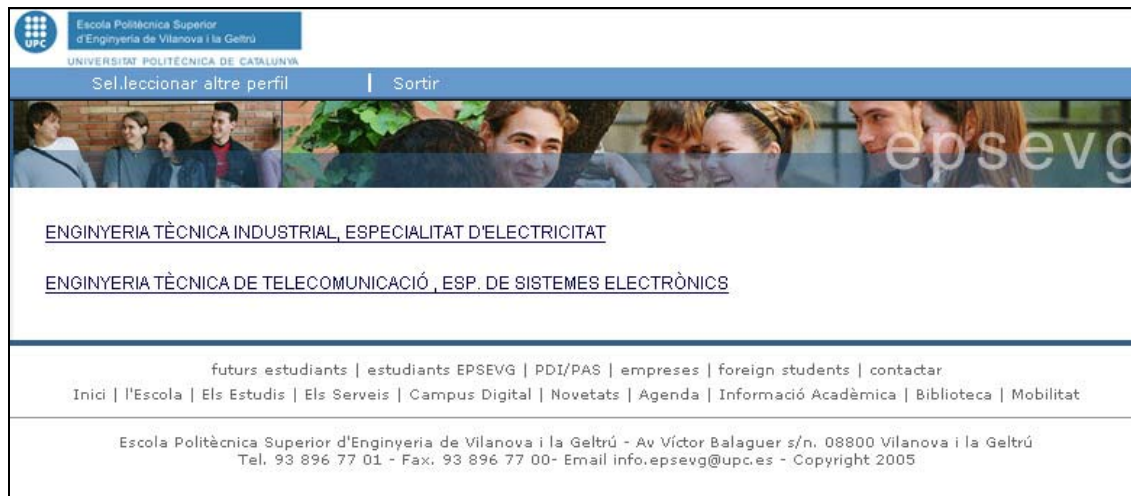 Escola Politècnica Superior
d'Enginyeria de Vilanova i la Geltrú
UPC
UNIVERSITAT POLITÈCNICA DE CATALUNYA
Sel.leccionar altre perfil | Sortir
epsevg
ENGINYERIA TÈCNICA INDUSTRIAL, ESPECIALITAT D'ELECTRICITAT
ENGINYERIA TÈCNICA DE TELECOMUNICACIÓ , ESP. DE SISTEMES ELECTRÒNICS
futurs estudiants | estudiants EPSEVG | PDI/PAS | empreses | foreign students | contactar
Inici | l'Escola | Els Estudis | Els Serveis | Campus Digital | Novetats | Agenda | Informació Acadèmica | Biblioteca | Mobilitat
Escola Politècnica Superior d'Enginyeria de Vilanova i la Geltrú - Av Víctor Balaguer s/n. 08800 Vilanova i la Geltrú
Tel. 93 896 77 01 - Fax. 93 896 77 00- Email info.epsevg@upc.es - Copyright 2005